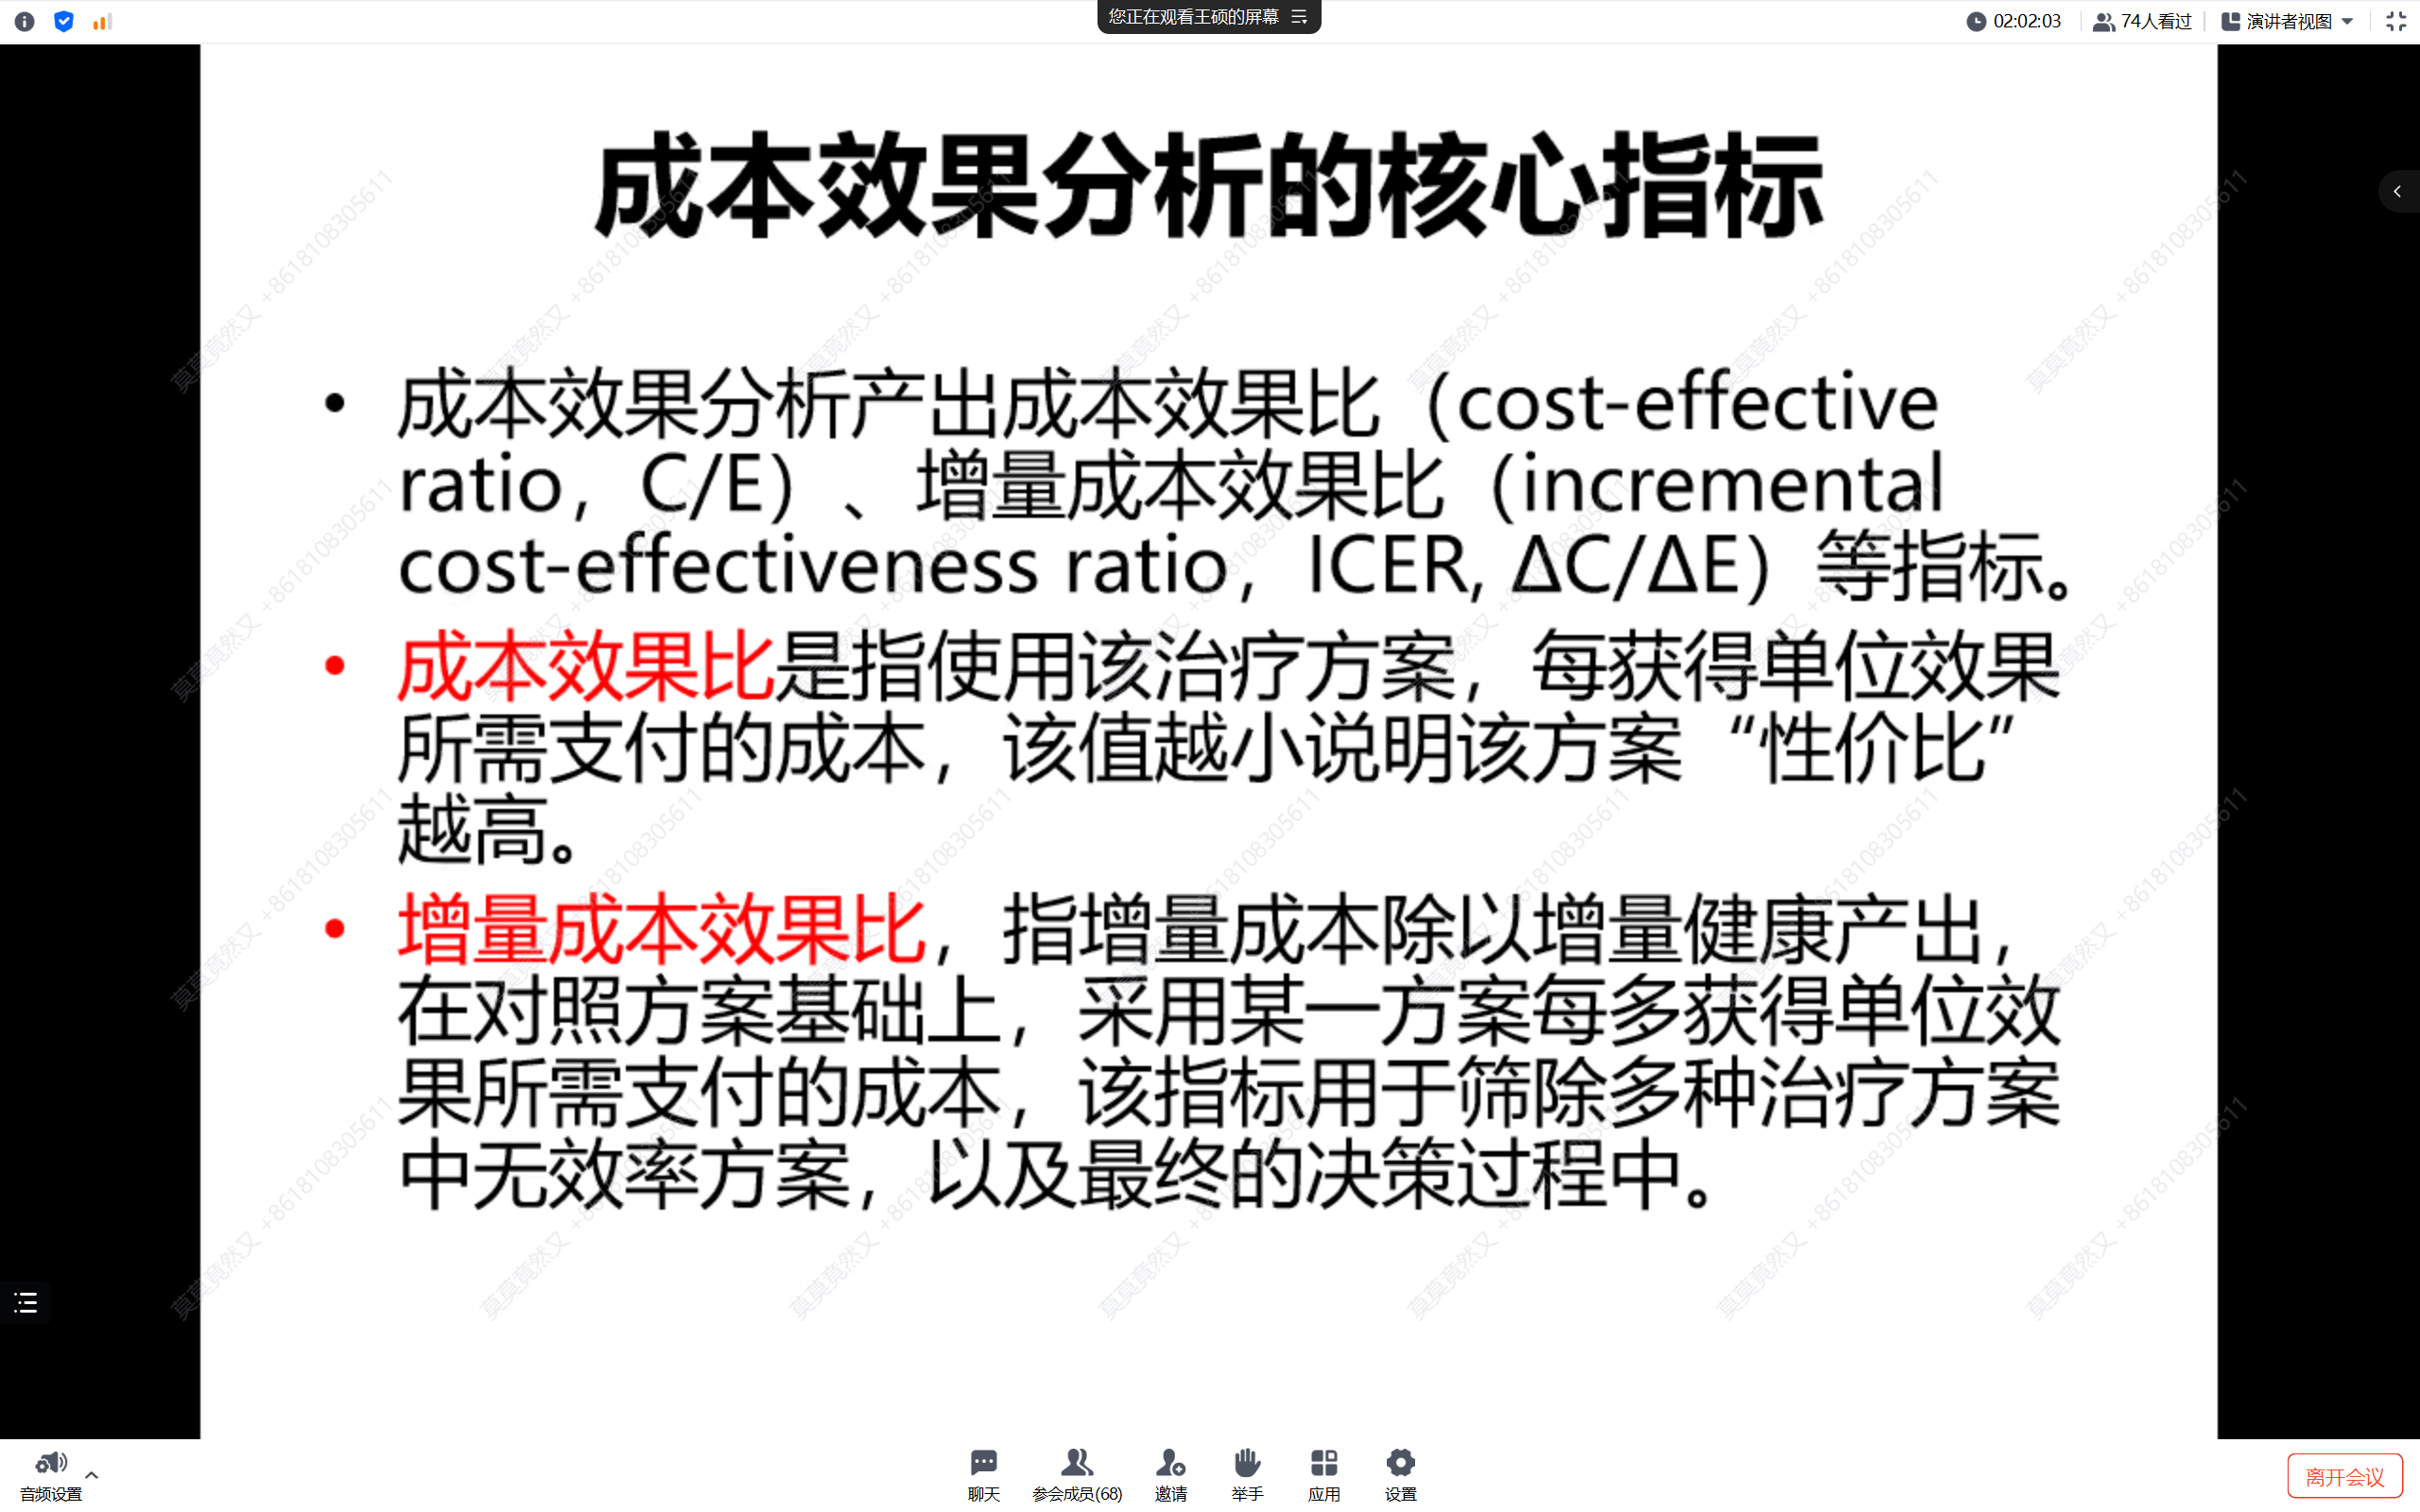 您正在观看王硕的屏幕
02:02:03
74人看过
演讲者视图
成本效果分析的核心指标
• 成本效果分析产出成本效果比（cost-effective
ratio，C/E）、增量成本效果比（incremental
cost-effectiveness ratio，ICER, ΔC/ΔE）等指标。
• 成本效果比是指使用该治疗方案，每获得单位效果
所需支付的成本，该值越小说明该方案“性价比”
越高。
• 增量成本效果比，指增量成本除以增量健康产出，
在对照方案基础上，采用某一方案每多获得单位效
果所需支付的成本，该指标用于筛除多种治疗方案
中无效率方案，以及最终的决策过程中。
莫莫竟然又 +8618108305611
音频设置
聊天
参会成员(68)
邀请
举手
应用
设置
离开会议